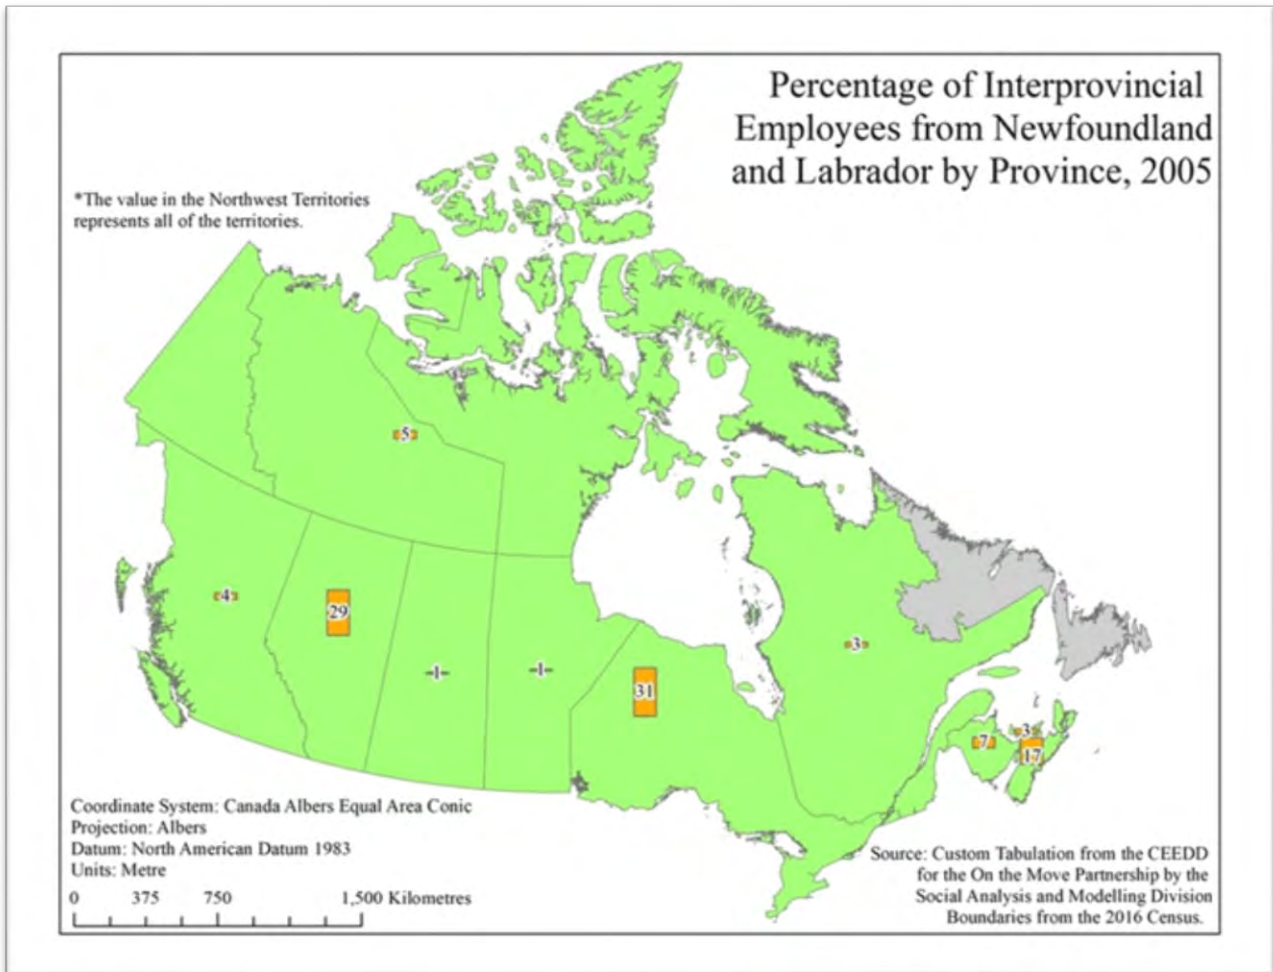 Percentage of Interprovincial
Employees from Newfoundland
and Labrador by Province, 2005
*The value in the Northwest Territories
represents all of the territories.
5
4
29
1
1
31
3
7
3
17
Coordinate System: Canada Albers Equal Area Conic
Projection: Albers
Datum: North American Datum 1983
Units: Metre
0 375 750 1,500 Kilometres
Source: Custom Tabulation from the CEEDD
for the On the Move Partnership by the
Social Analysis and Modelling Division
Boundaries from the 2016 Census.